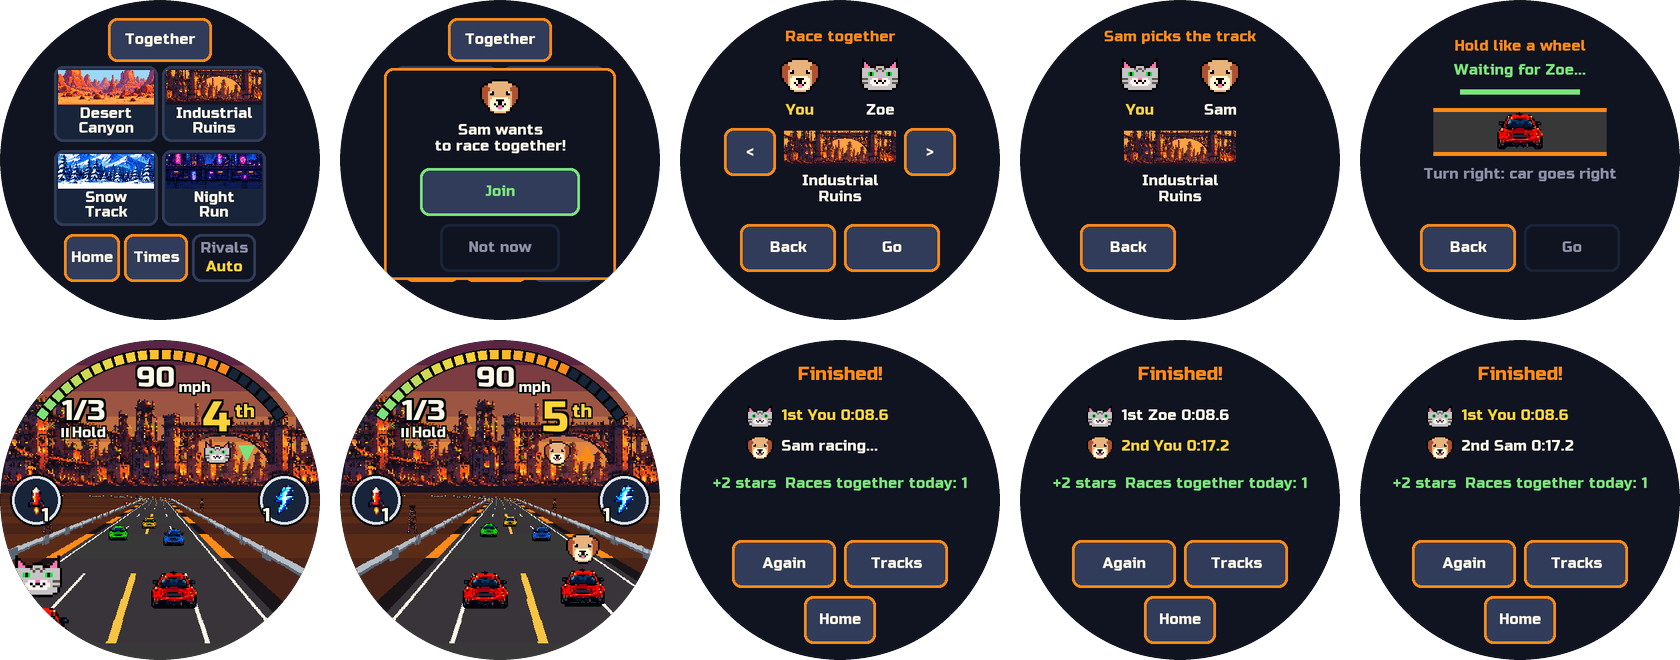 Together
Desert
Canyon
Industrial
Ruins
Snow
Track
Night
Run
Home
Times
Rivals
Auto
Together
Sam wants
to race together!
Join
Not now
Race together
You
Zoe
<
>
Industrial
Ruins
Back
Go
Sam picks the track
You
Sam
Industrial
Ruins
Back
Hold like a wheel
Waiting for Zoe...
Turn right: car goes right
Back
Go
90 mph
1/3
4th
Hold
1
1
90 mph
1/3
5th
Hold
1
1
Finished!
1st You 0:08.6
Sam racing...
+2 stars Races together today: 1
Again
Tracks
Home
Finished!
1st Zoe 0:08.6
2nd You 0:17.2
+2 stars Races together today: 1
Again
Tracks
Home
Finished!
1st You 0:08.6
2nd Sam 0:17.2
+2 stars Races together today: 1
Again
Tracks
Home